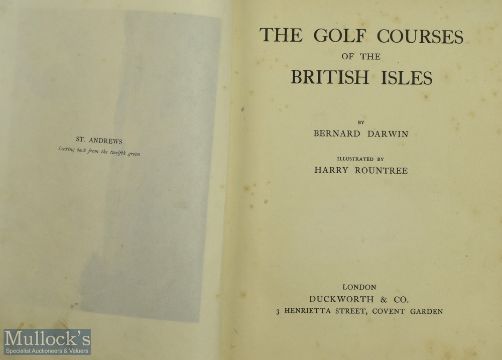 ST. ANDREWS
Looking back from the twelfth green
THE GOLF COURSES
OF THE
BRITISH ISLES
BY
BERNARD DARWIN
ILLUSTRATED BY
HARRY ROUNTREE
LONDON
DUCKWORTH & CO.
3 HENRIETTA STREET, COVENT GARDEN
Mullock's
Specialist Auctioneers & Valuers